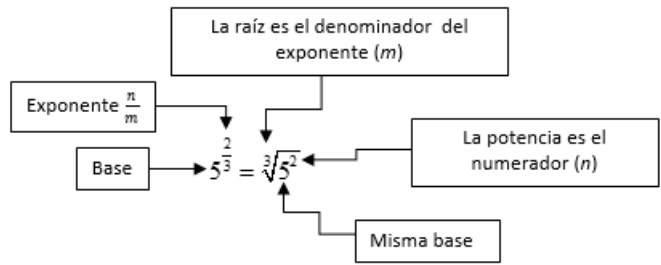 La raíz es el denominador del
exponente (m)
Exponente n/m
La potencia es el
numerador (n)
Base
5^(2/3) = ∛5²
Misma base